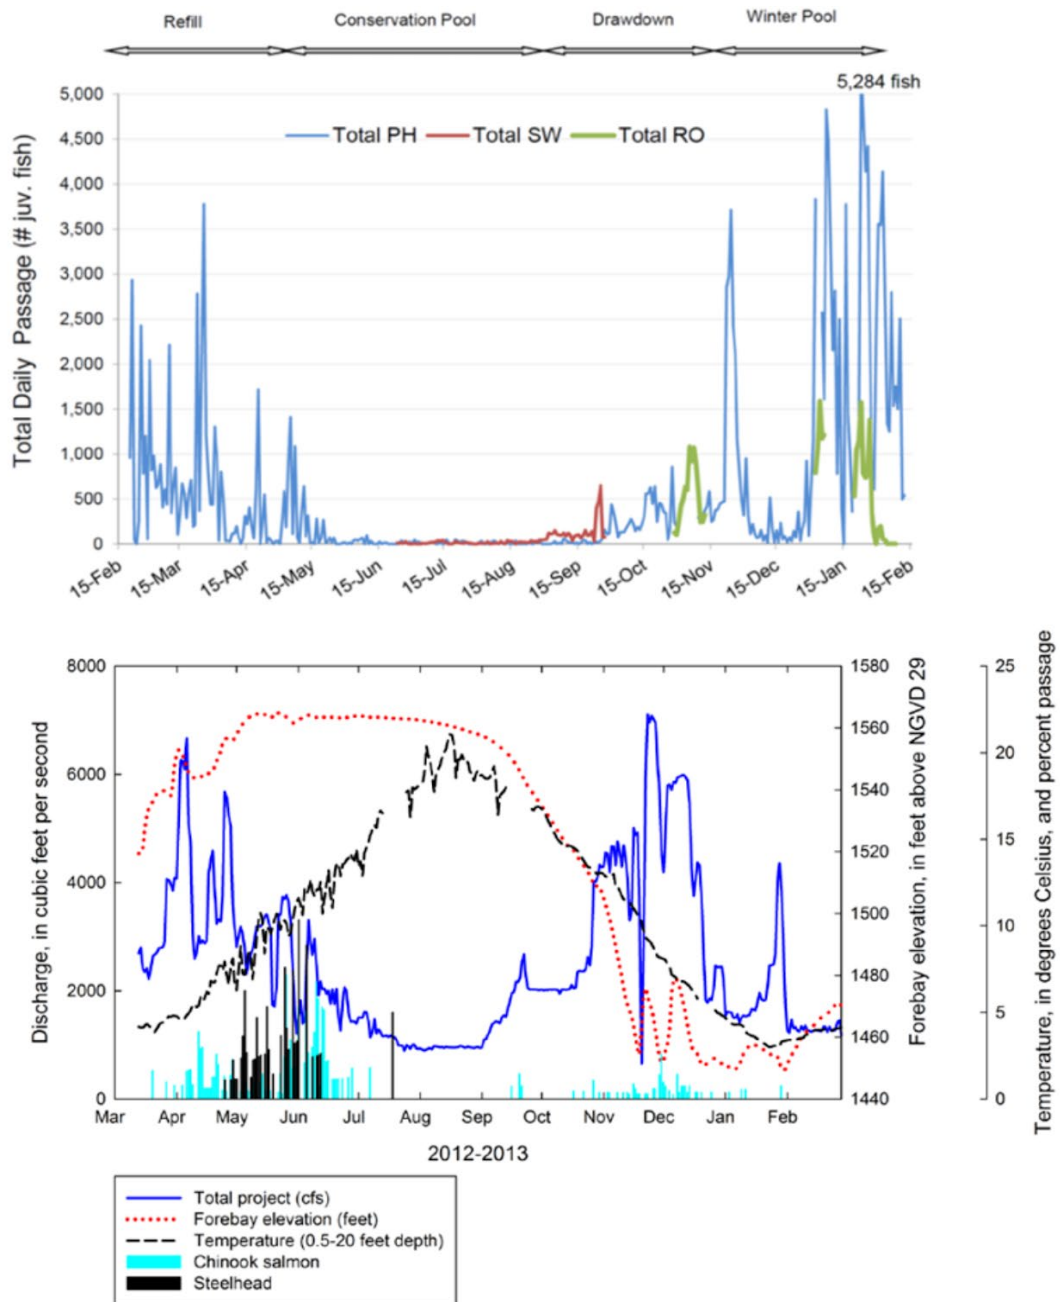 Refill Conservation Pool Drawdown Winter Pool
5,284 fish
Total Daily Passage (# juv. fish)
5,000
4,500
4,000
3,500
3,000
2,500
2,000
1,500
1,000
500
0
Total PH Total SW Total RO
15-Feb 15-Mar 15-Apr 15-May 15-Jun 15-Jul 15-Aug 15-Sep 15-Oct 15-Nov 15-Dec 15-Jan 15-Feb
Discharge, in cubic feet per second
8000
6000
4000
2000
0
1580
1560
1540
1520
1500
1480
1460
1440
Forebay elevation, in feet above NGVD 29
25
20
15
10
5
0
Temperature, in degrees Celsius, and percent passage
Mar Apr May Jun Jul Aug Sep Oct Nov Dec Jan Feb
2012-2013
Total project (cfs)
Forebay elevation (feet)
Temperature (0.5-20 feet depth)
Chinook salmon
Steelhead